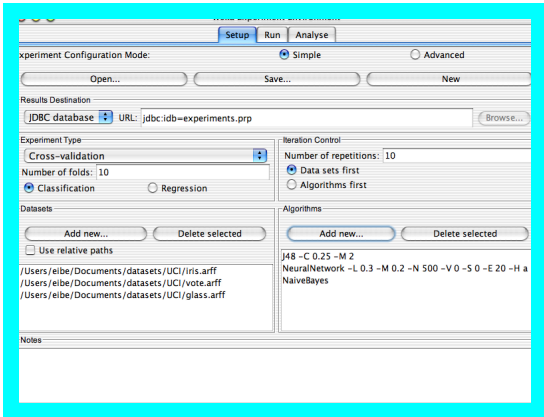 Setup Run Analyse
xperiment Configuration Mode: Simple Advanced
Open... Save... New
Results Destination
JDBC database URL: jdbc:idb=experiments.prp Browse...
Experiment Type
Cross-validation
Number of folds: 10
Classification Regression
Iteration Control
Number of repetitions: 10
Data sets first
Algorithms first
Datasets
Add new... Delete selected
Use relative paths
/Users/eibe/Documents/datasets/UCI/iris.arff
/Users/eibe/Documents/datasets/UCI/vote.arff
/Users/eibe/Documents/datasets/UCI/glass.arff
Algorithms
Add new... Delete selected
J48 -C 0.25 -M 2
NeuralNetwork -L 0.3 -M 0.2 -N 500 -V 0 -S 0 -E 20 -H a
NaiveBayes
Notes